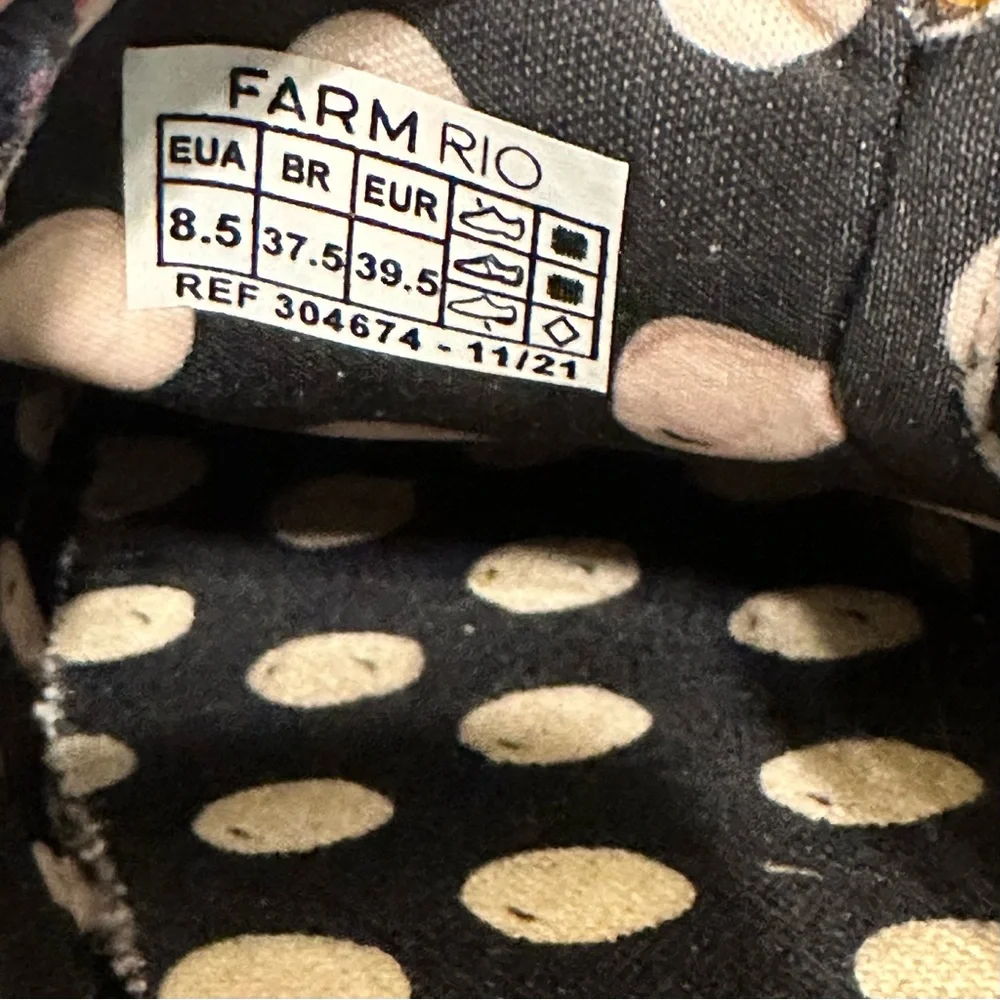 FARM RIO
EUA BR EUR
8.5 37.5 39.5
REF 304674 - 11/21